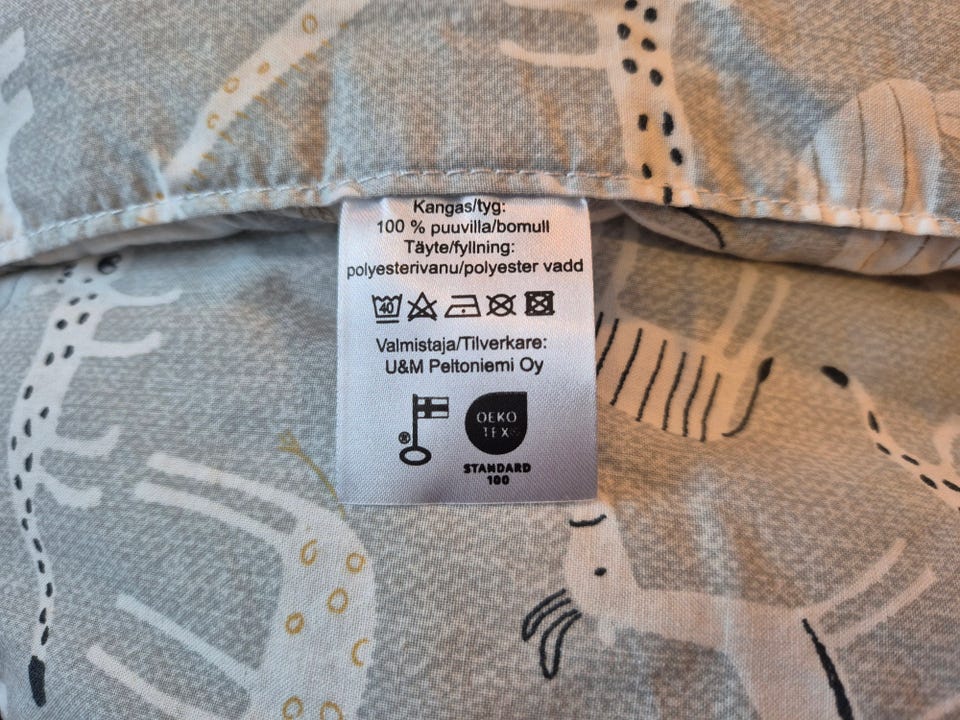 Kangas/tyg:
100 % puuvilla/bomull
Täyte/fyllning:
polyesterivanu/polyester vadd
40
Valmistaja/Tilverkare:
U&M Peltoniemi Oy
®
OEKO
TEX
STANDARD
100